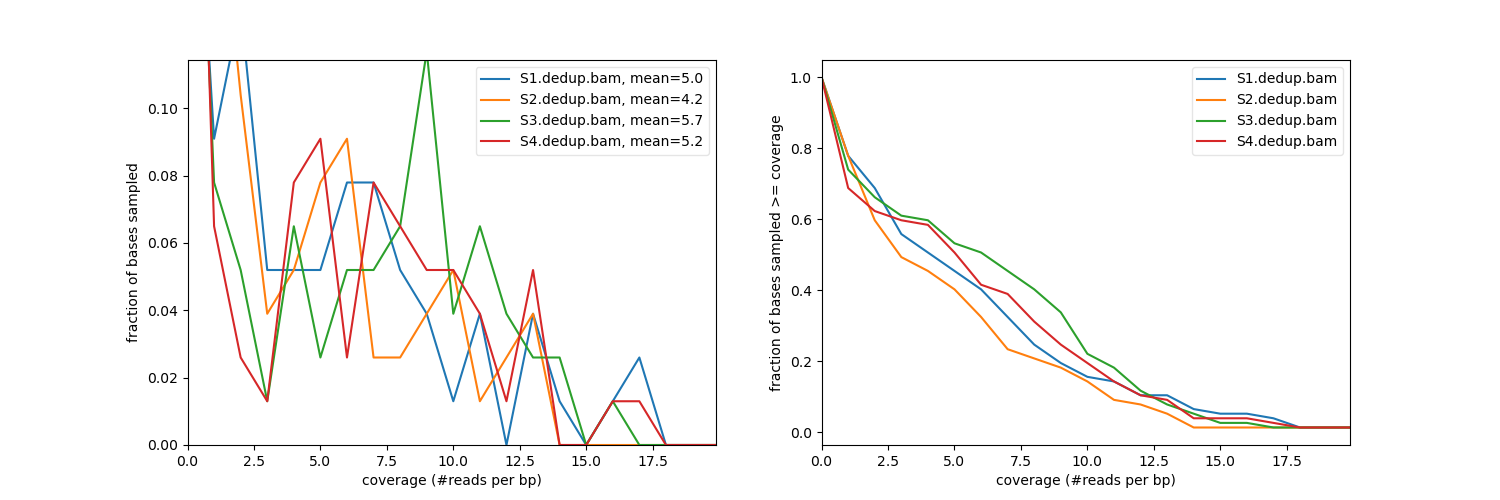 S1.dedup.bam, mean=5.0
S2.dedup.bam, mean=4.2
S3.dedup.bam, mean=5.7
S4.dedup.bam, mean=5.2
fraction of bases sampled
0.10
0.08
0.06
0.04
0.02
0.00
0.0 2.5 5.0 7.5 10.0 12.5 15.0 17.5
coverage (#reads per bp)
S1.dedup.bam
S2.dedup.bam
S3.dedup.bam
S4.dedup.bam
fraction of bases sampled >= coverage
1.0
0.8
0.6
0.4
0.2
0.0
0.0 2.5 5.0 7.5 10.0 12.5 15.0 17.5
coverage (#reads per bp)